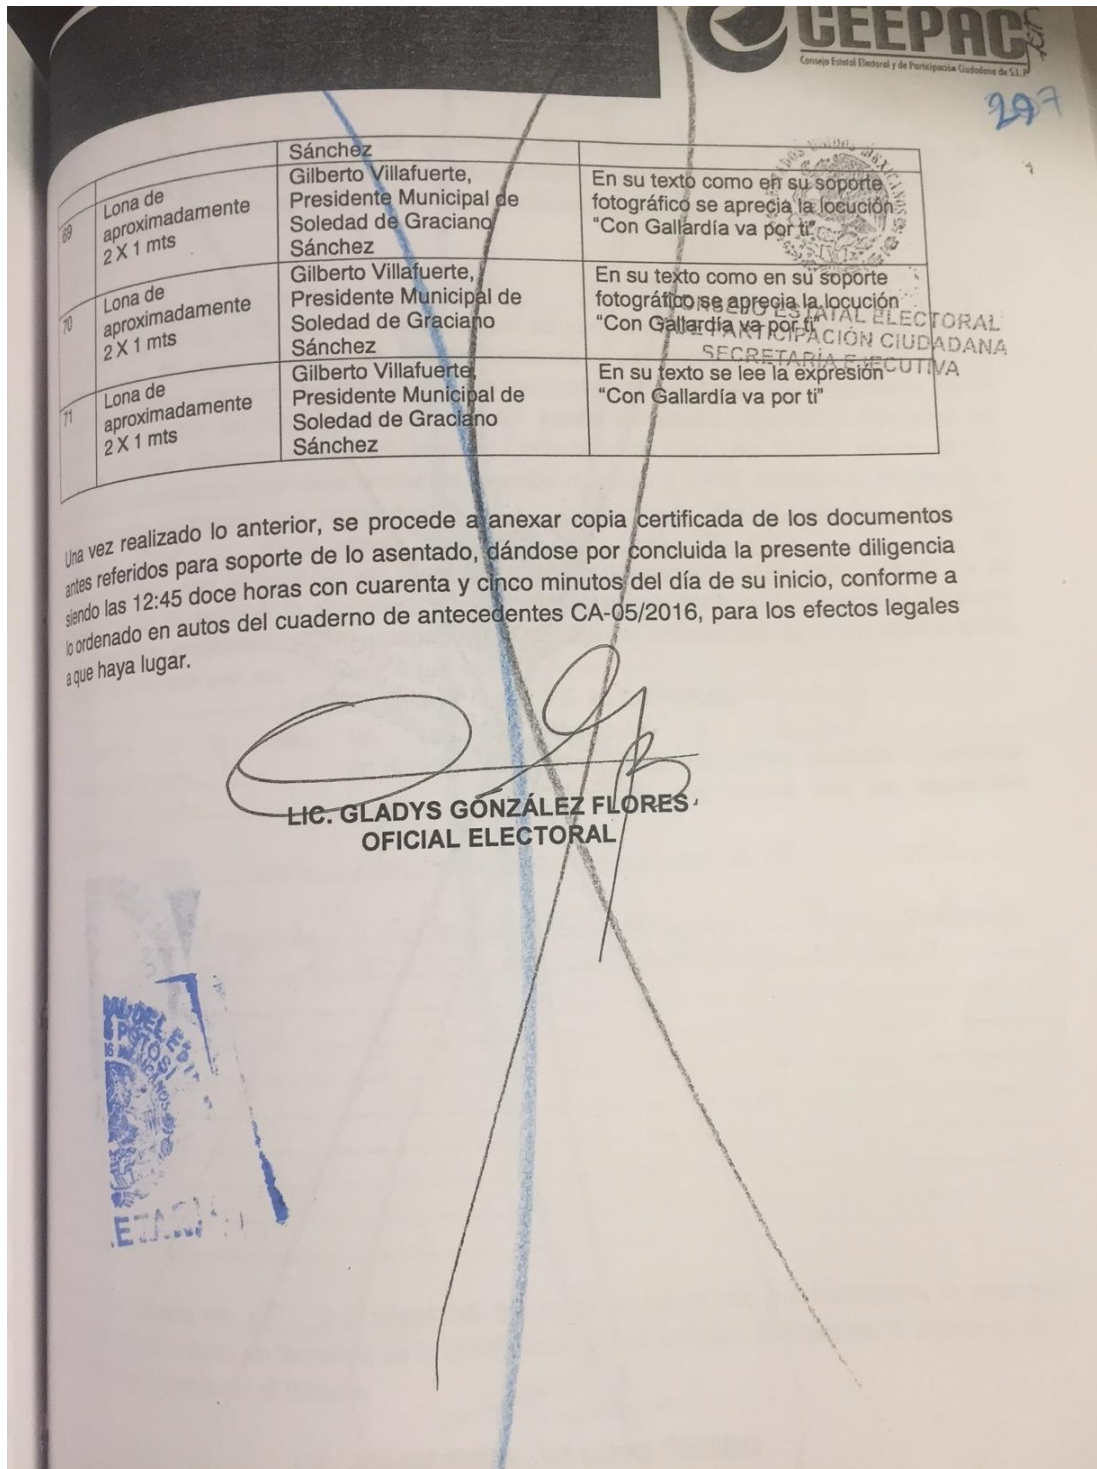 CEEPAC
Consejo Estatal Electoral y de Participación Ciudadana de S.L.P
297
Sánchez
69
Lona de
aproximadamente
2 X 1 mts
Gilberto Villafuerte,
Presidente Municipal de
Soledad de Graciano
Sánchez
En su texto como en su soporte
fotográfico se aprecia la locución
“Con Gallardía va por ti”
70
Lona de
aproximadamente
2 X 1 mts
Gilberto Villafuerte,
Presidente Municipal de
Soledad de Graciano
Sánchez
En su texto como en su soporte
fotográfico se aprecia la locución
“Con Gallardía va por ti”
71
Lona de
aproximadamente
2 X 1 mts
Gilberto Villafuerte,
Presidente Municipal de
Soledad de Graciano
Sánchez
En su texto se lee la expresión
“Con Gallardía va por ti”
ESTATAL ELECTORAL
PARTICIPACIÓN CIUDADANA
SECRETARÍA EJECUTIVA
Una vez realizado lo anterior, se procede a anexar copia certificada de los documentos
antes referidos para soporte de lo asentado, dándose por concluida la presente diligencia
siendo las 12:45 doce horas con cuarenta y cinco minutos del día de su inicio, conforme a
lo ordenado en autos del cuaderno de antecedentes CA-05/2016, para los efectos legales
a que haya lugar.
LIC. GLADYS GONZÁLEZ FLORES
OFICIAL ELECTORAL